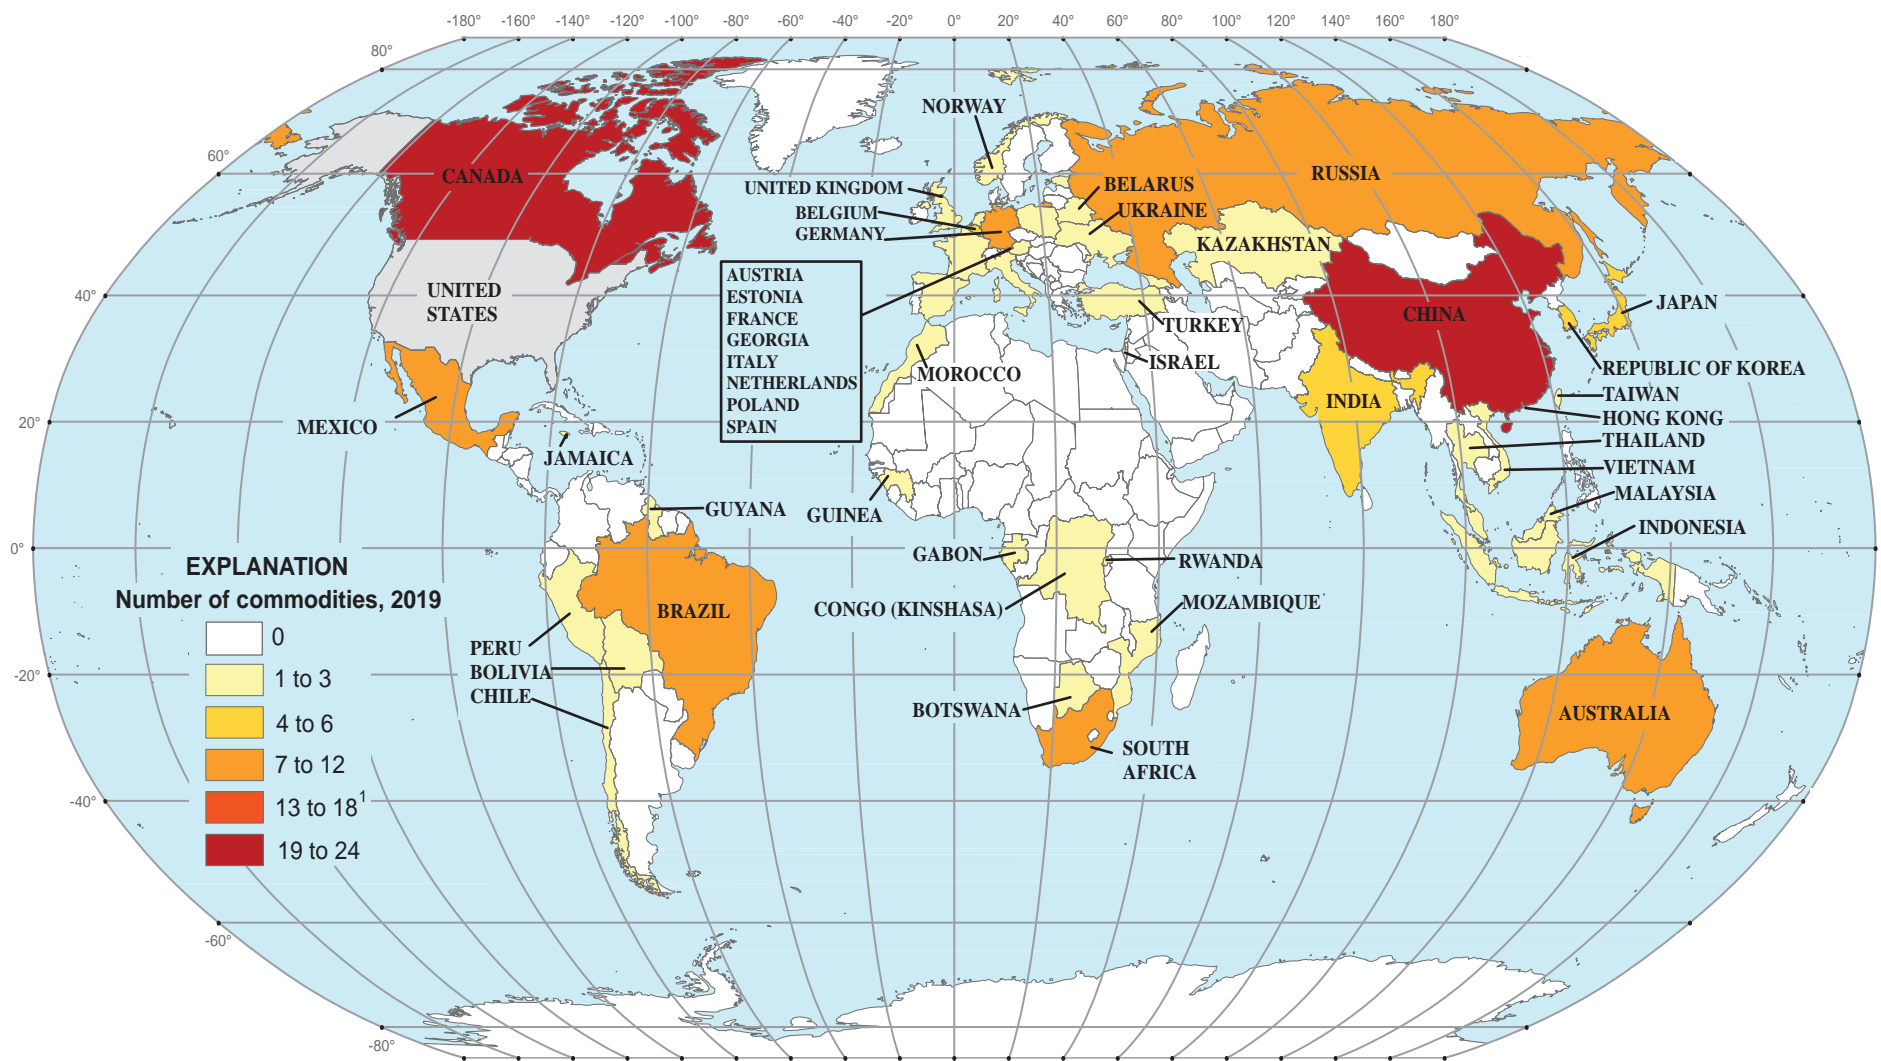 -180° -160° -140° -120° -100° -80° -60° -40° -20° 0° 20° 40° 60° 80° 100° 120° 140° 160° 180°
80°
60°
40°
20°
0°
-20°
-40°
-60°
-80°
NORWAY
CANADA
RUSSIA
UNITED KINGDOM
BELARUS
BELGIUM
UKRAINE
GERMANY
KAZAKHSTAN
AUSTRIA
ESTONIA
FRANCE
GEORGIA
ITALY
NETHERLANDS
POLAND
SPAIN
UNITED
STATES
CHINA
JAPAN
TURKEY
ISRAEL
REPUBLIC OF KOREA
MOROCCO
TAIWAN
INDIA
HONG KONG
MEXICO
THAILAND
JAMAICA
VIETNAM
MALAYSIA
GUYANA
GUINEA
INDONESIA
GABON
RWANDA
CONGO (KINSHASA)
MOZAMBIQUE
BRAZIL
PERU
BOLIVIA
CHILE
BOTSWANA
AUSTRALIA
SOUTH
AFRICA
EXPLANATION
Number of commodities, 2019
0
1 to 3
4 to 6
7 to 12
13 to 18¹
19 to 24